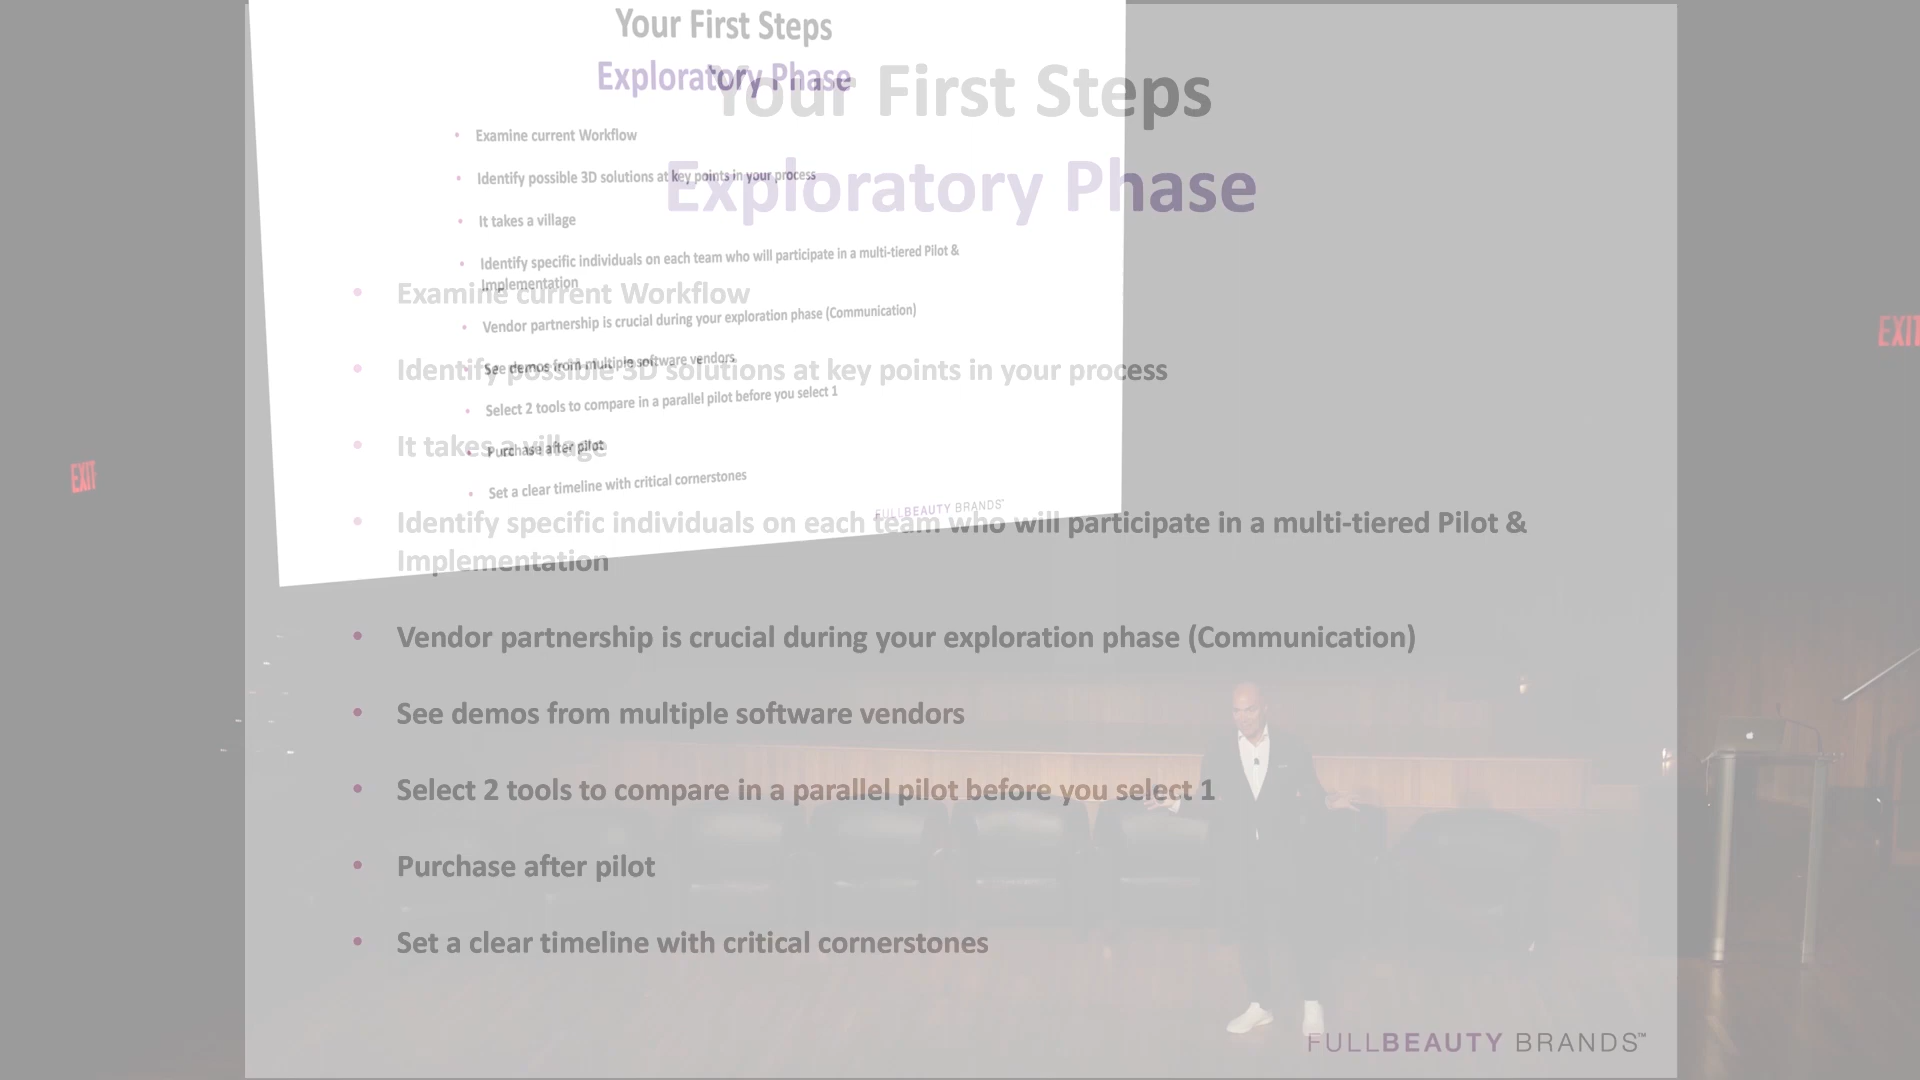 Your First Steps
Exploratory Phase
• Examine current Workflow
• Identify possible 3D solutions at key points in your process
• It takes a village
• Identify specific individuals on each team who will participate in a multi-tiered Pilot &
Implementation
• Vendor partnership is crucial during your exploration phase (Communication)
• See demos from multiple software vendors
• Select 2 tools to compare in a parallel pilot before you select 1
• Purchase after pilot
• Set a clear timeline with critical cornerstones
FULLBEAUTY BRANDS™
Your First Steps
Exploratory Phase
• Examine current Workflow
• Identify possible 3D solutions at key points in your process
• It takes a village
• Identify specific individuals on each team who will participate in a multi-tiered Pilot &
Implementation
• Vendor partnership is crucial during your exploration phase (Communication)
• See demos from multiple software vendors
• Select 2 tools to compare in a parallel pilot before you select 1
• Purchase after pilot
• Set a clear timeline with critical cornerstones
FULLBEAUTY BRANDS™
EXIT
EXIT